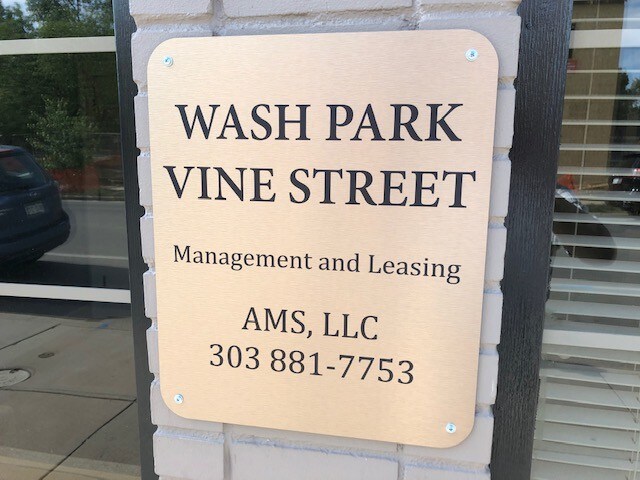 WASH PARK
VINE STREET
Management and Leasing
AMS, LLC
303 881-7753